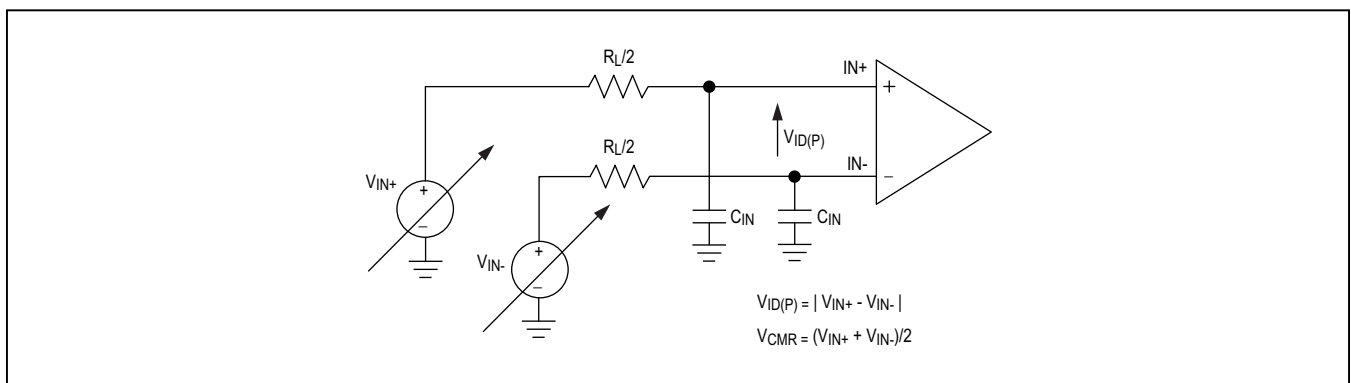 RL/2
IN+
+
VID(P)
RL/2
IN-
−
VIN+
+
−
CIN
CIN
VIN-
+
−
VID(P) = | VIN+ - VIN- |
VCMR = (VIN+ + VIN-)/2